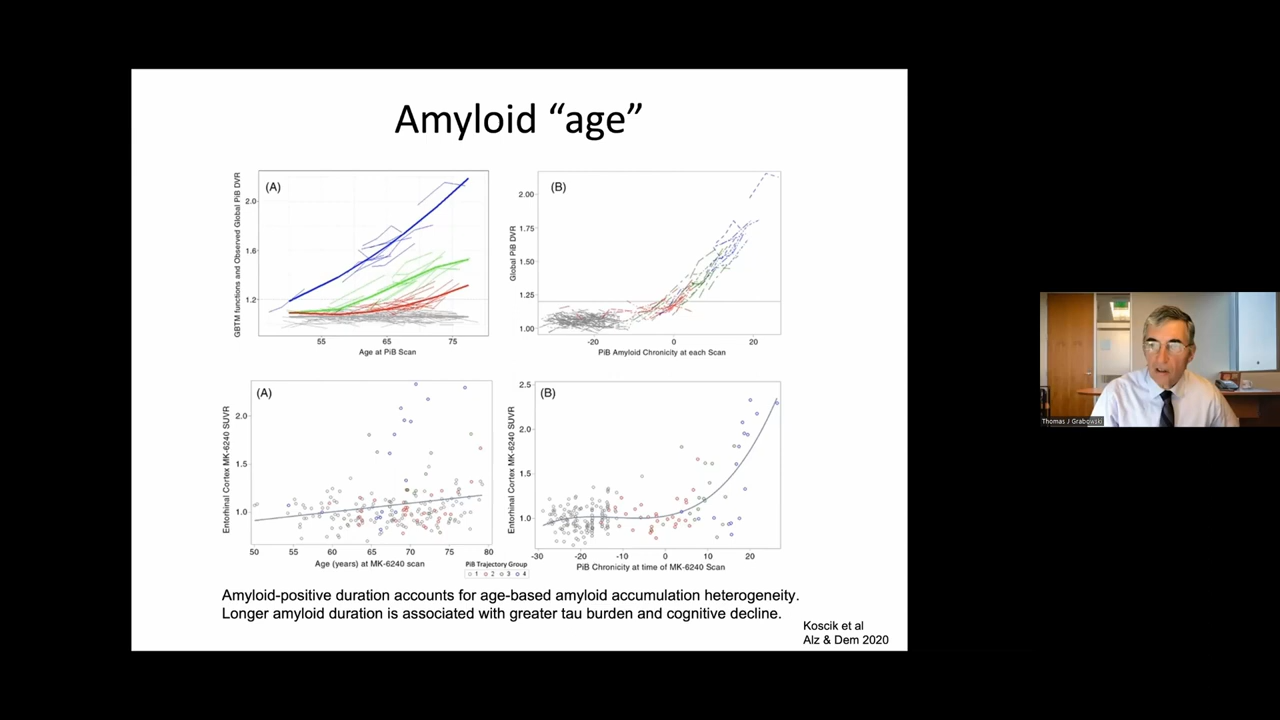 Amyloid “age”
(A)
GBTM functions and Observed Global PiB DVR
2.0
1.6
1.2
55
65
75
Age at PiB Scan
(B)
Global PiB DVR
2.00
1.75
1.50
1.25
1.00
-20
0
20
PiB Amyloid Chronicity at each Scan
(A)
Entorhinal Cortex MK-6240 SUVR
2.0
1.5
1.0
50
55
60
65
70
75
80
Age (years) at MK-6240 scan
(B)
Entorhinal Cortex MK-6240 SUVR
2.5
2.0
1.5
1.0
-30
-20
-10
0
10
20
PiB Chronicity at time of MK-6240 Scan
PiB Trajectory Group
1 2 3 4
Amyloid-positive duration accounts for age-based amyloid accumulation heterogeneity.
Longer amyloid duration is associated with greater tau burden and cognitive decline.
Koscik et al
Alz & Dem 2020
Thomas J Grabowski